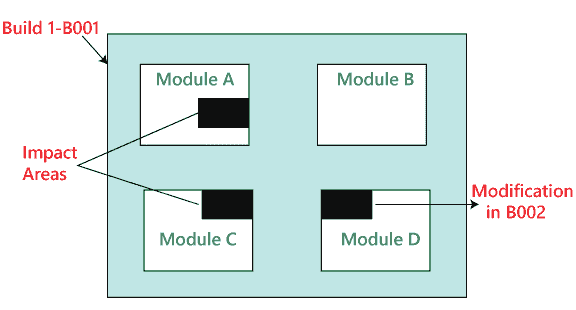 Build 1-B001
Module A
Module B
Impact
Areas
Modification
in B002
Module C
Module D